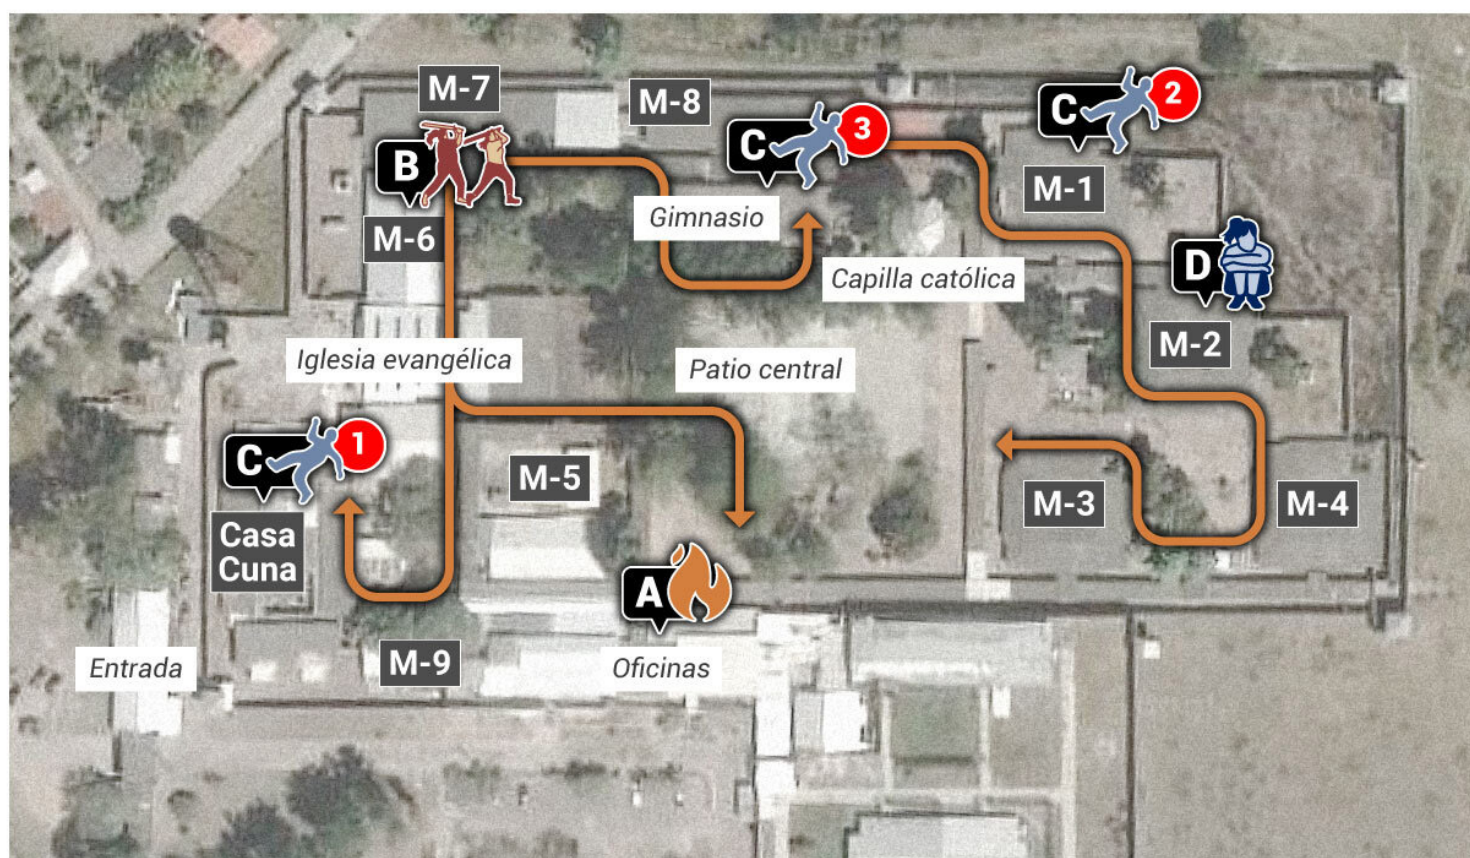 M-7
M-8
C
2
C
3
B
M-1
M-6
Gimnasio
D
Capilla católica
M-2
Iglesia evangélica
Patio central
C
1
M-5
M-3
M-4
Casa
Cuna
A
Entrada
M-9
Oficinas